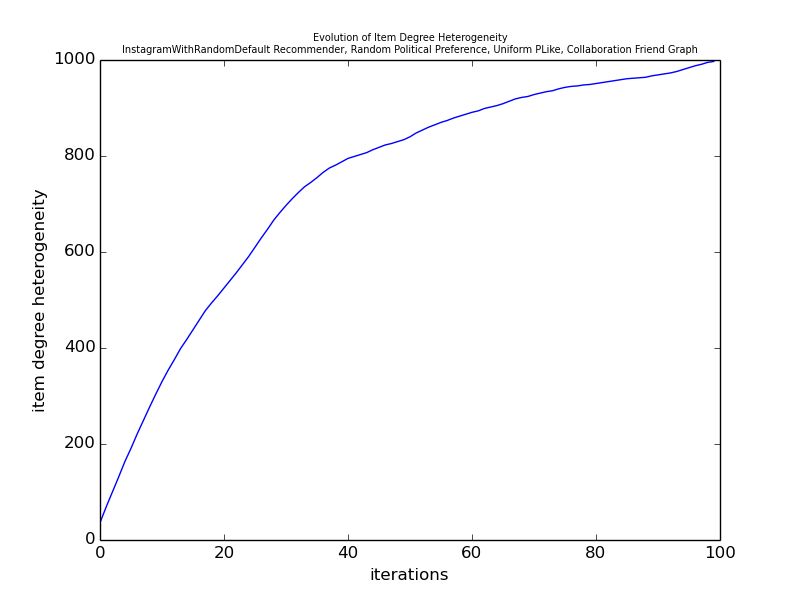 Evolution of Item Degree Heterogeneity
InstagramWithRandomDefault Recommender, Random Political Preference, Uniform PLike, Collaboration Friend Graph
1000
800
600
400
200
0
item degree heterogeneity
0 20 40 60 80 100
iterations